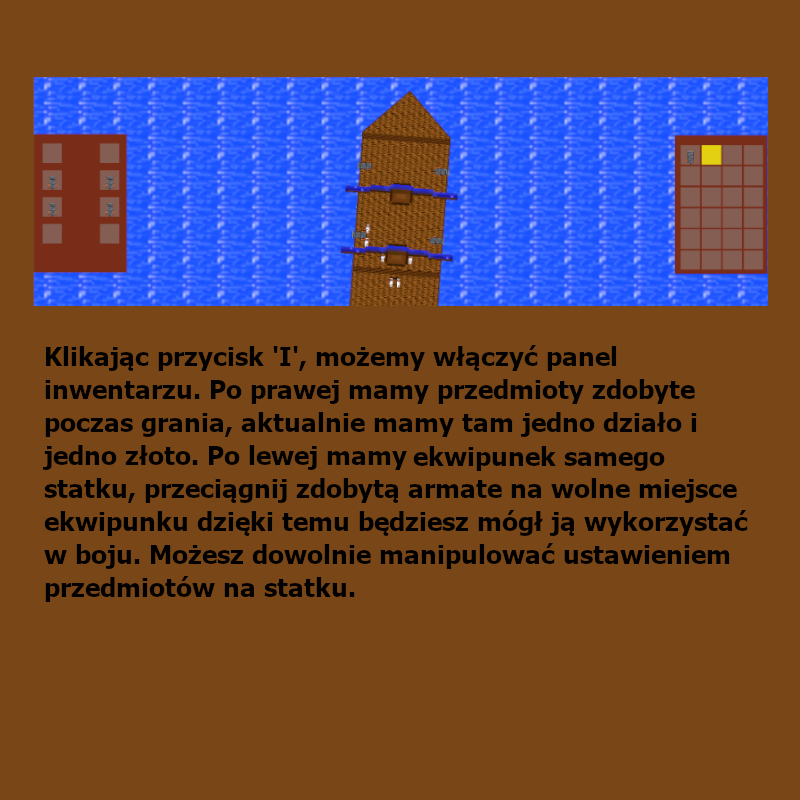 Klikając przycisk 'I', możemy włączyć panel
inwentarzu. Po prawej mamy przedmioty zdobyte
poczas grania, aktualnie mamy tam jedno działo i
jedno złoto. Po lewej mamy ekwipunek samego
statku, przeciągnij zdobytą armate na wolne miejsce
ekwipunku dzięki temu będziesz mógł ją wykorzystać
w boju. Możesz dowolnie manipulować ustawieniem
przedmiotów na statku.